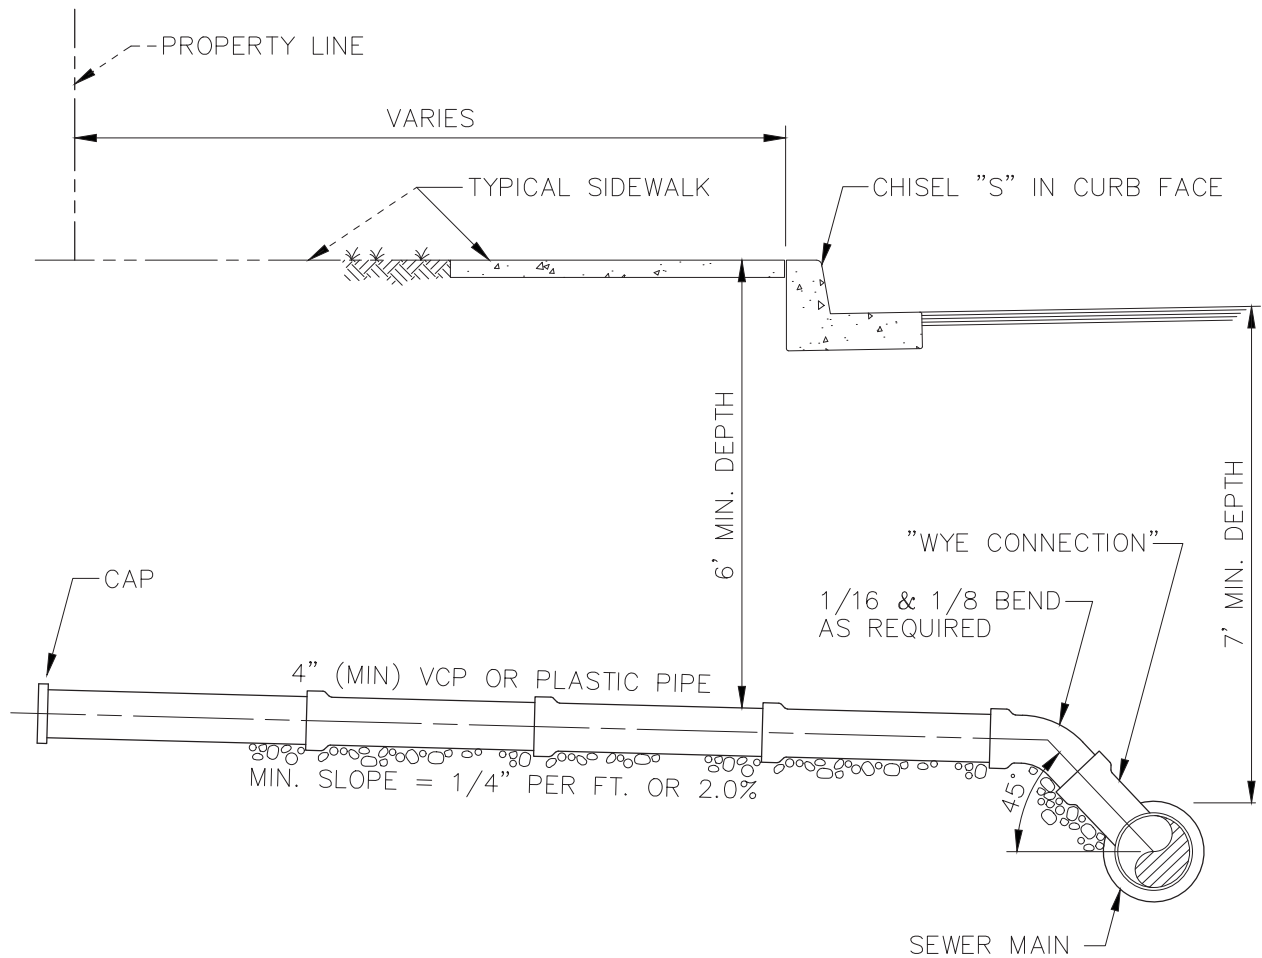 PROPERTY LINE
VARIES
TYPICAL SIDEWALK
CHISEL "S" IN CURB FACE
6' MIN. DEPTH
7' MIN. DEPTH
"WYE CONNECTION"
CAP
1/16 & 1/8 BEND
AS REQUIRED
4" (MIN) VCP OR PLASTIC PIPE
MIN. SLOPE = 1/4" PER FT. OR 2.0%
45°
SEWER MAIN